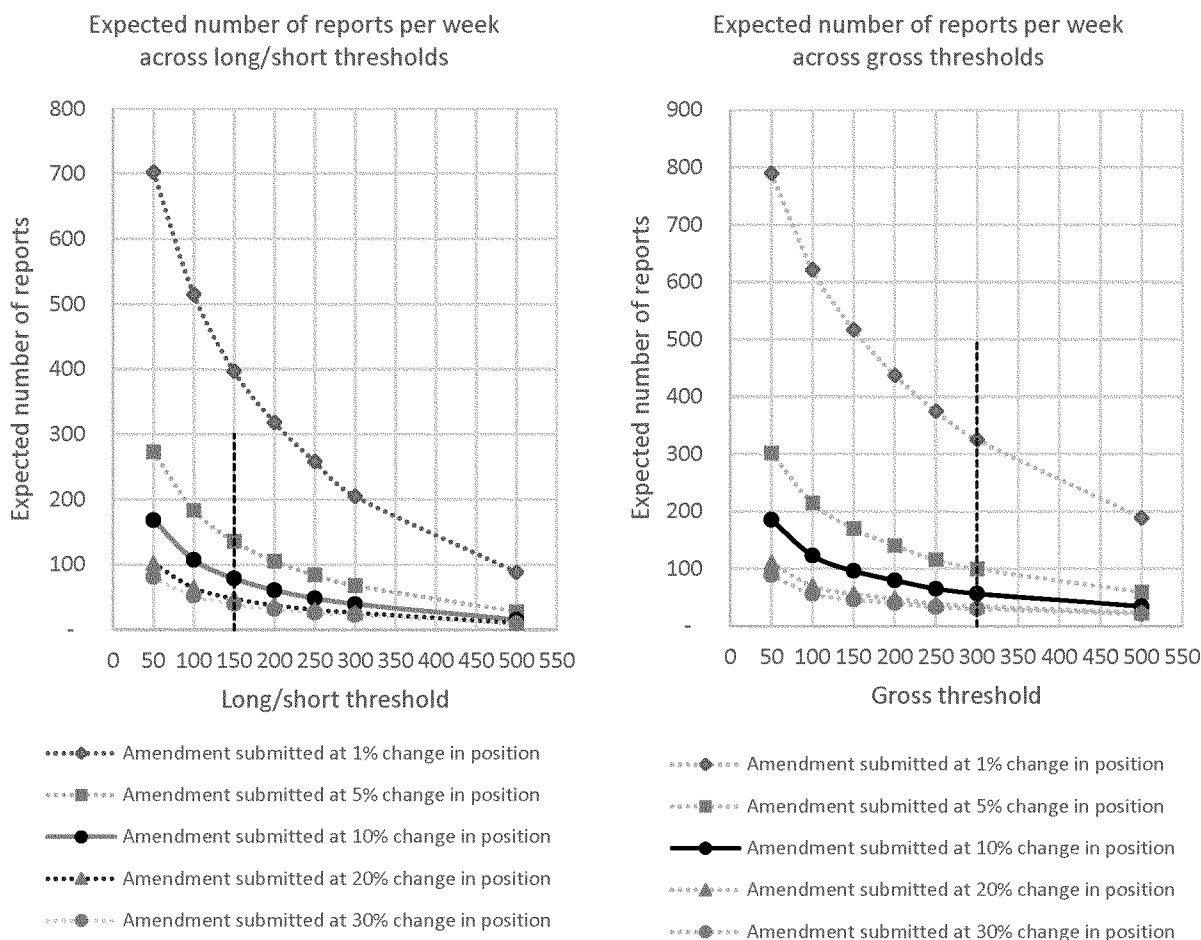 Expected number of reports per week
across long/short thresholds
800
700
600
500
400
300
200
100
-
Expected number of reports
0 50 100 150 200 250 300 350 400 450 500 550
Long/short threshold
Amendment submitted at 1% change in position
Amendment submitted at 5% change in position
Amendment submitted at 10% change in position
Amendment submitted at 20% change in position
Amendment submitted at 30% change in position
Expected number of reports per week
across gross thresholds
900
800
700
600
500
400
300
200
100
-
Expected number of reports
0 50 100 150 200 250 300 350 400 450 500 550
Gross threshold
Amendment submitted at 1% change in position
Amendment submitted at 5% change in position
Amendment submitted at 10% change in position
Amendment submitted at 20% change in position
Amendment submitted at 30% change in position